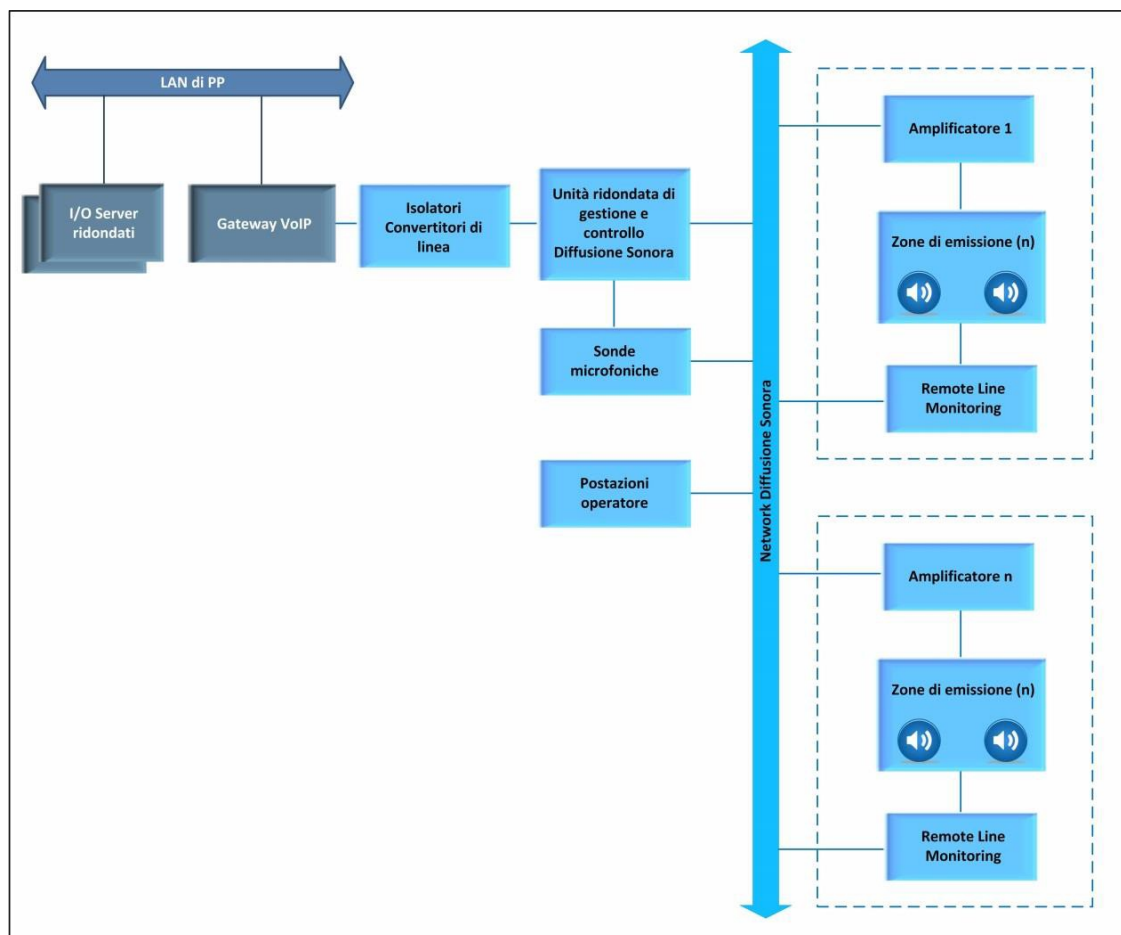 LAN di PP
I/O Server
ridondati
Gateway VoIP
Isolatori
Convertitori di
linea
Unità ridondata di
gestione e
controllo
Diffusione Sonora
Sonde
microfoniche
Postazioni
operatore
Network Diffusione Sonora
Amplificatore 1
Zone di emissione (n)
Remote Line
Monitoring
Amplificatore n
Zone di emissione (n)
Remote Line
Monitoring